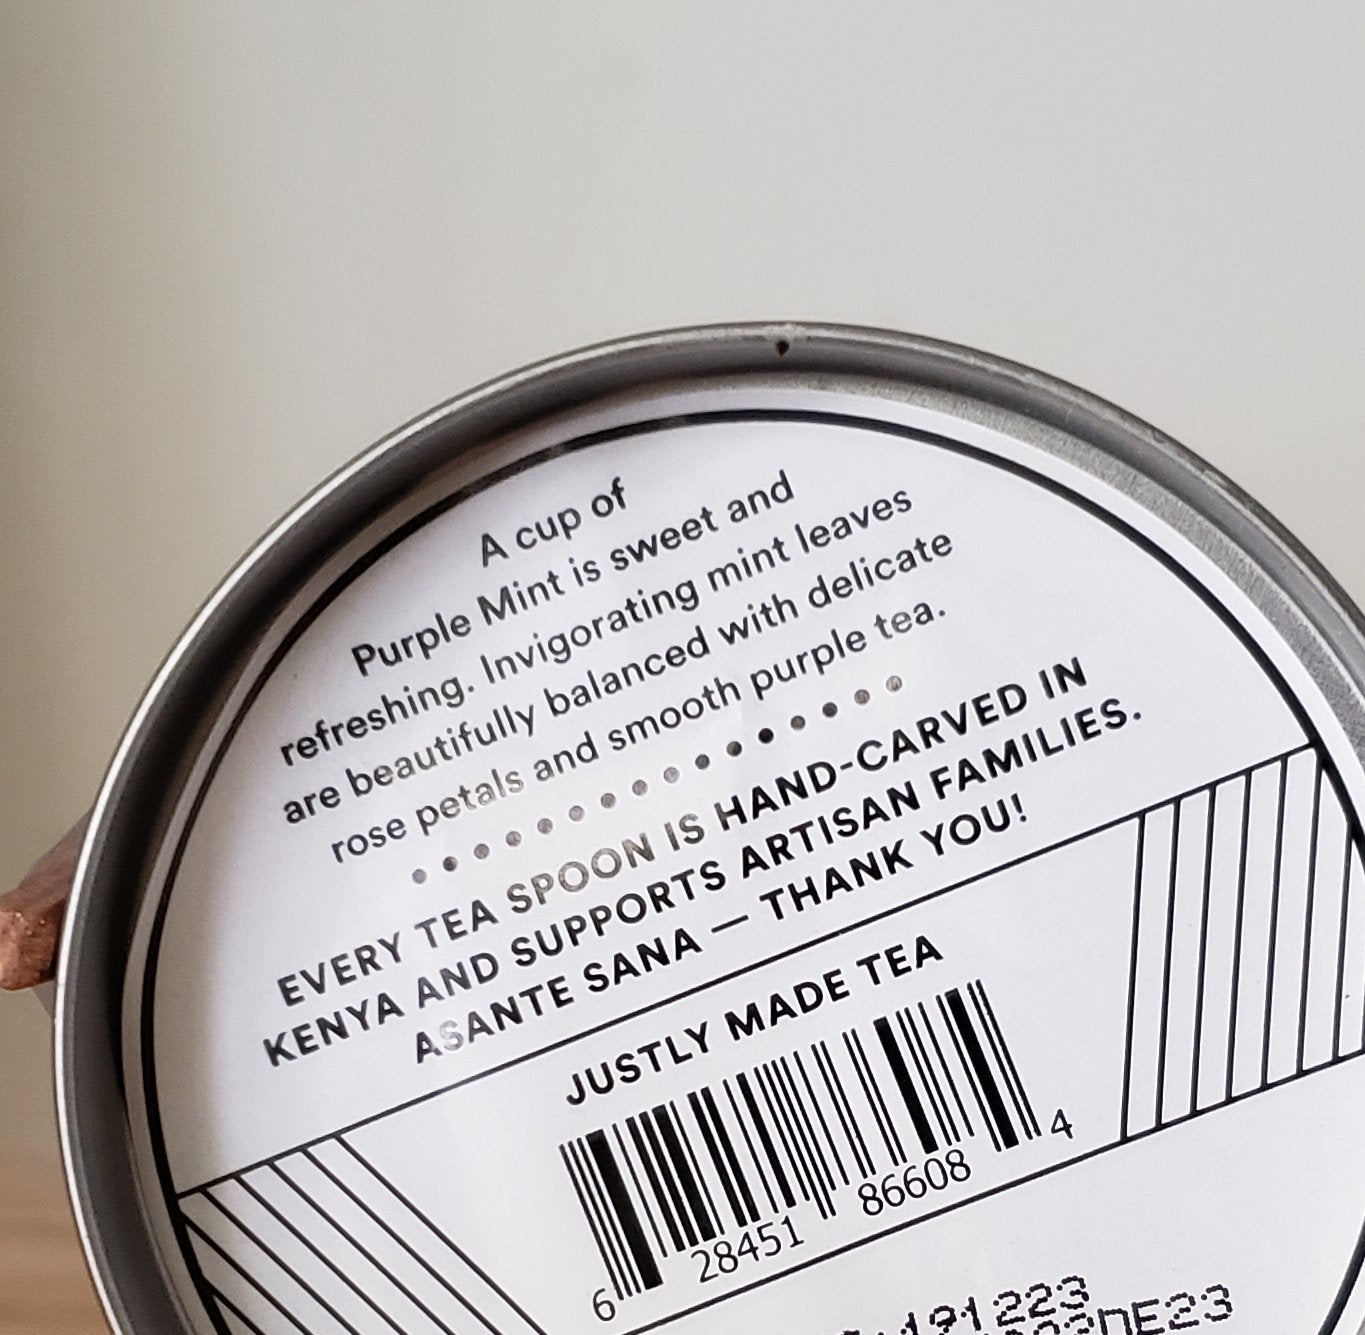 A cup of
Purple Mint is sweet and
refreshing. Invigorating mint leaves
are beautifully balanced with delicate
rose petals and smooth purple tea.
EVERY TEA SPOON IS HAND-CARVED IN
KENYA AND SUPPORTS ARTISAN FAMILIES.
ASANTE SANA — THANK YOU!
JUSTLY MADE TEA
6 28451 86608 4